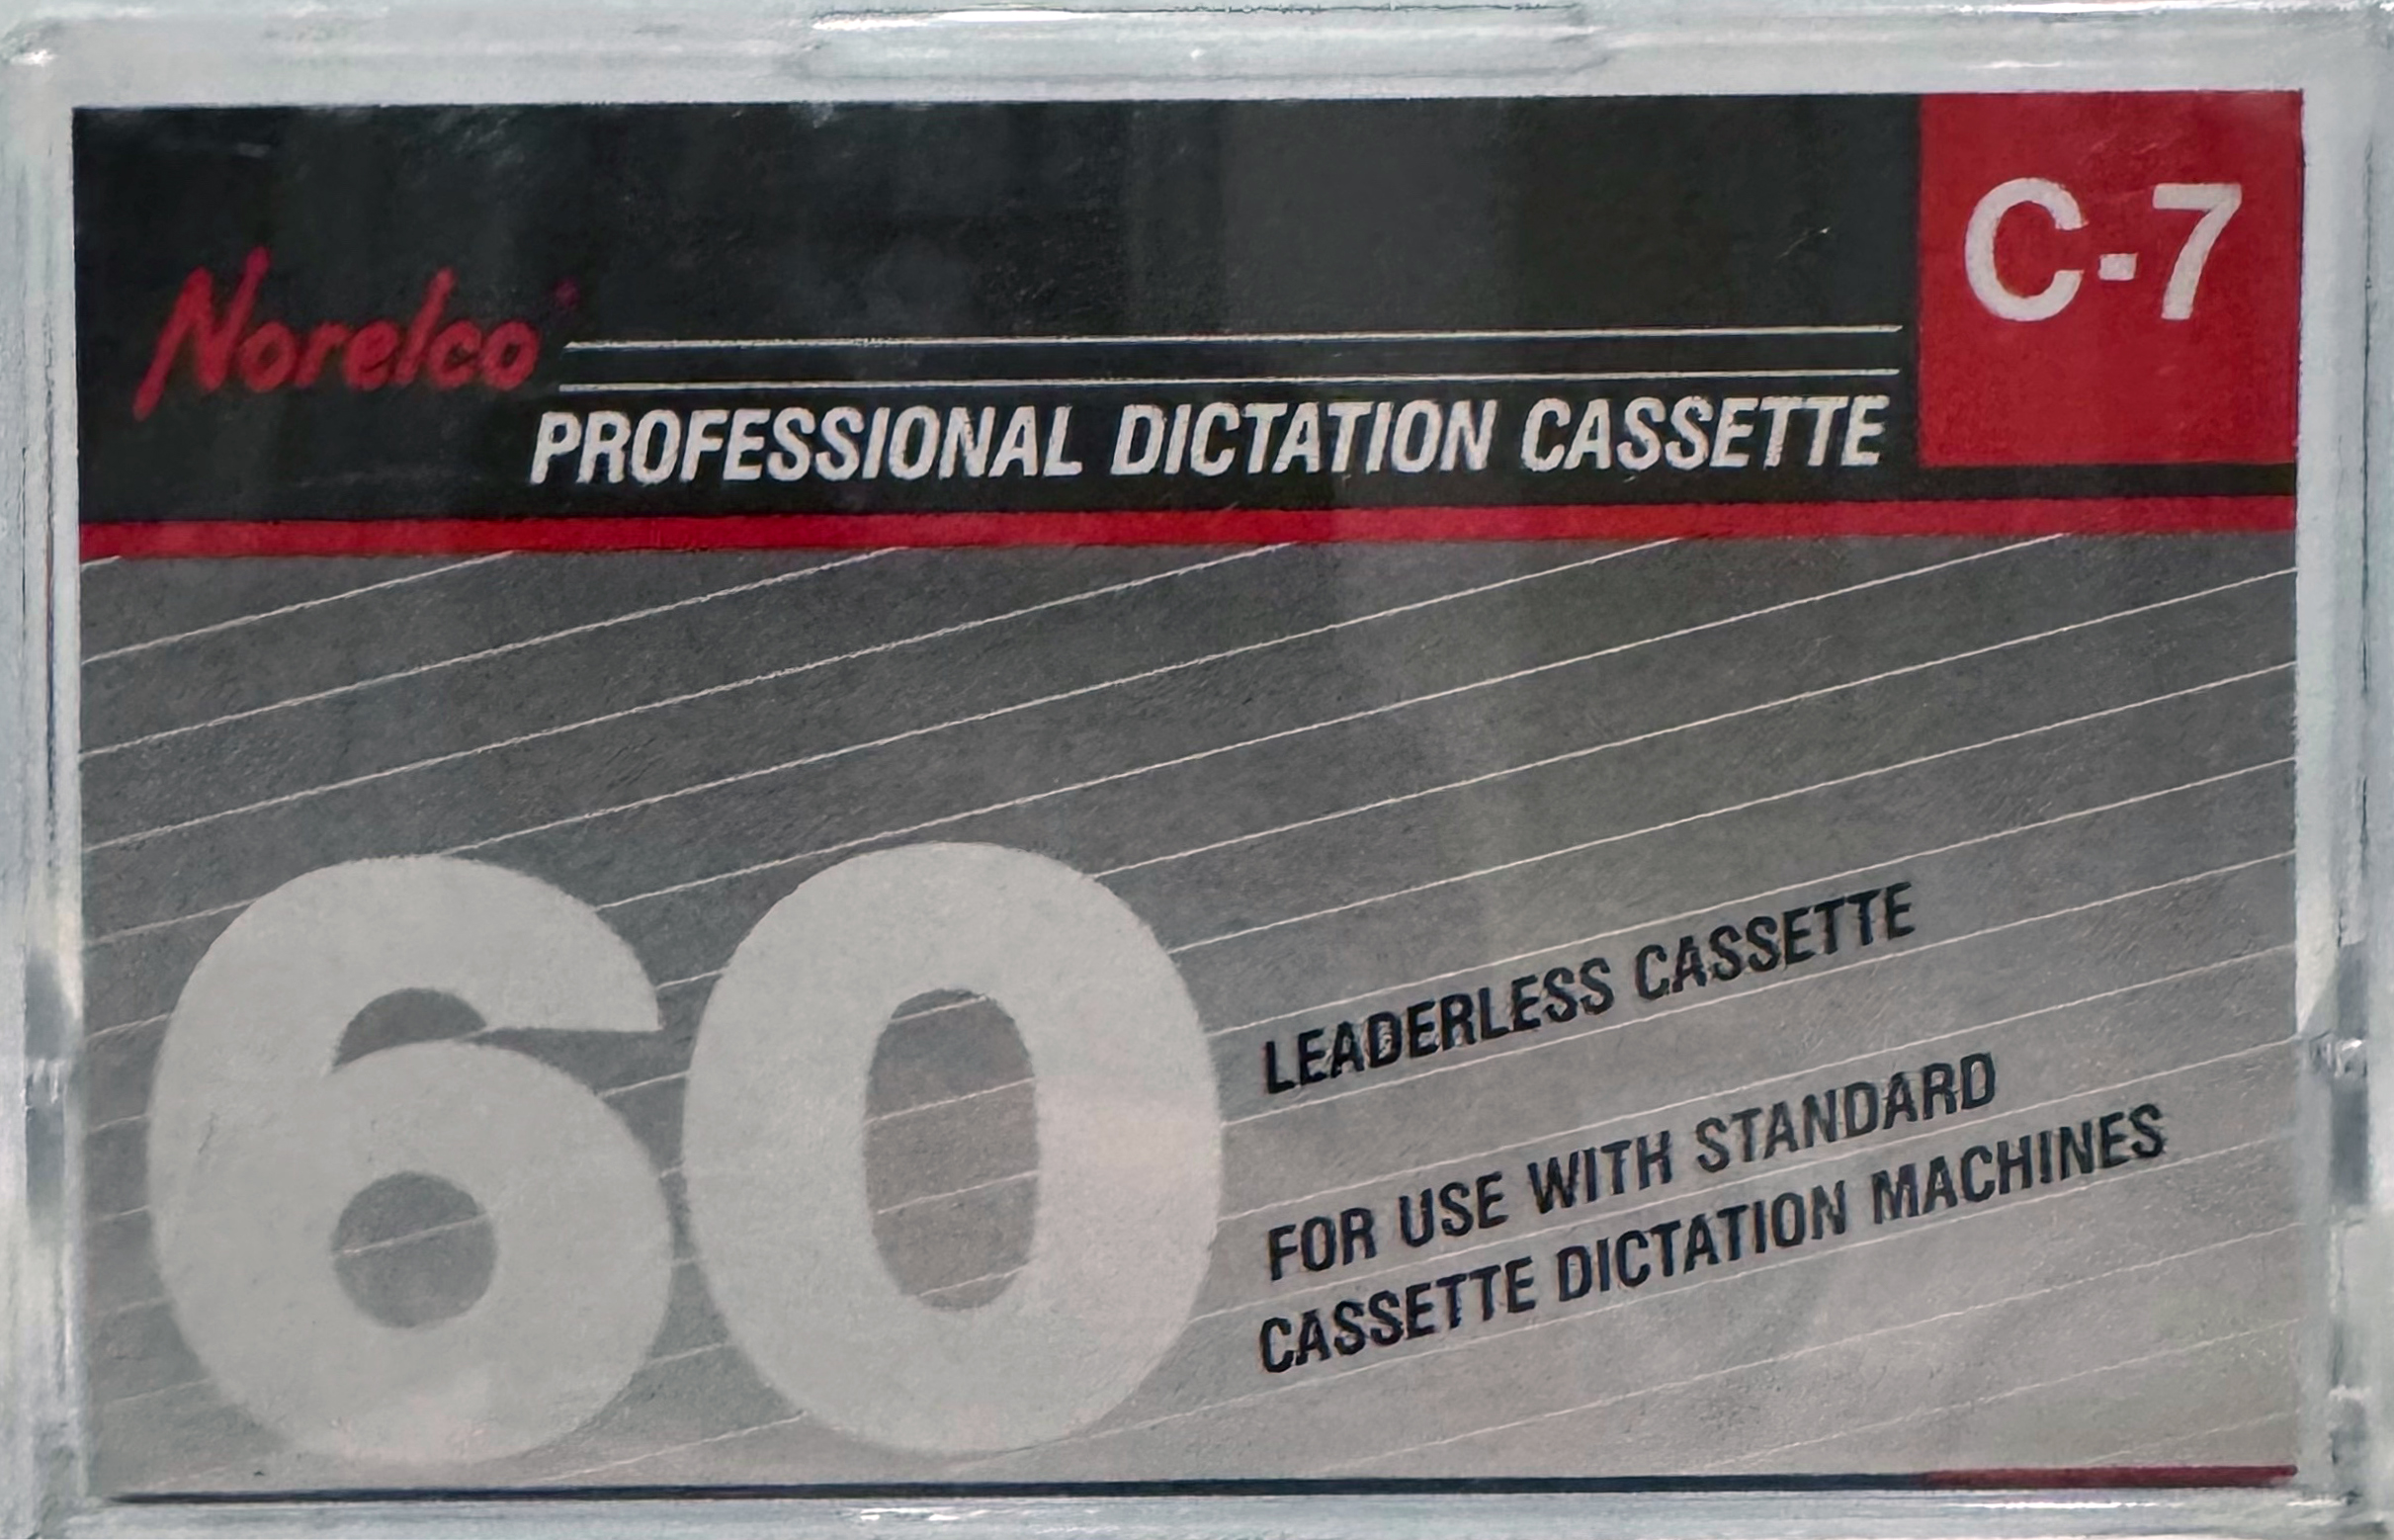 Norelco
C-7
PROFESSIONAL DICTATION CASSETTE
60
LEADERLESS CASSETTE
FOR USE WITH STANDARD
CASSETTE DICTATION MACHINES